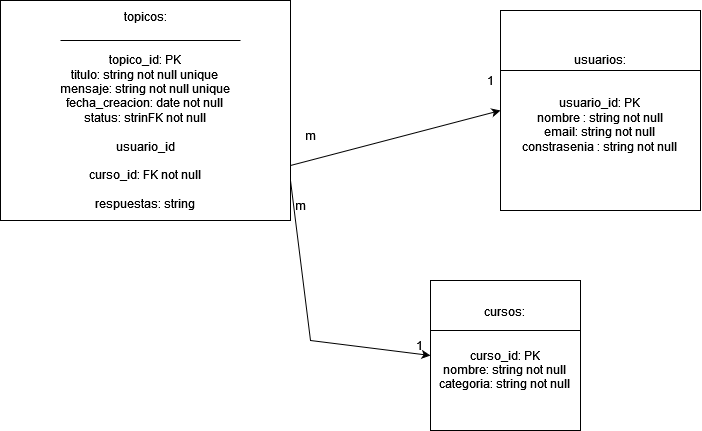 topicos:
topico_id: PK
titulo: string not null unique
mensaje: string not null unique
fecha_creacion: date not null
status: strinFK not null
usuario_id
curso_id: FK not null
respuestas: string
m
m
1
usuarios:
usuario_id: PK
nombre : string not null
email: string not null
constrasenia : string not null
1
cursos:
curso_id: PK
nombre: string not null
categoria: string not null